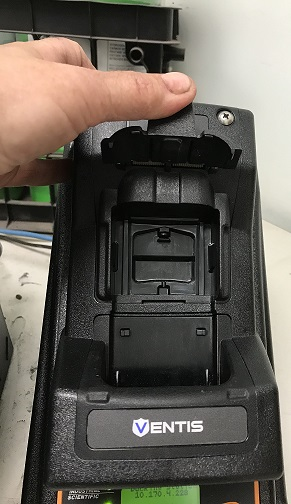 VENTIS
INDUSTRIAL
SCIENTIFIC
10.170.4.220